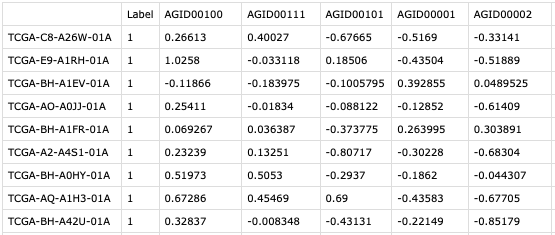 Label AGID00100 AGID00111 AGID00101 AGID00001 AGID00002
TCGA-C8-A26W-01A 1 0.26613 0.40027 -0.67665 -0.5169 -0.33141
TCGA-E9-A1RH-01A 1 1.0258 -0.033118 0.18506 -0.43504 -0.51889
TCGA-BH-A1EV-01A 1 -0.11866 -0.183975 -0.1005795 0.392855 0.0489525
TCGA-AO-A0JJ-01A 1 0.25411 -0.01834 -0.088122 -0.12852 -0.61409
TCGA-BH-A1FR-01A 1 0.069267 0.036387 -0.373775 0.263995 0.303891
TCGA-A2-A4S1-01A 1 0.23239 0.13251 -0.80717 -0.30228 -0.68304
TCGA-BH-A0HY-01A 1 0.51973 0.5053 -0.2937 -0.1862 -0.044307
TCGA-AQ-A1H3-01A 1 0.67286 0.45469 0.69 -0.43583 -0.67705
TCGA-BH-A42U-01A 1 0.32837 -0.008348 -0.43131 -0.22149 -0.85179